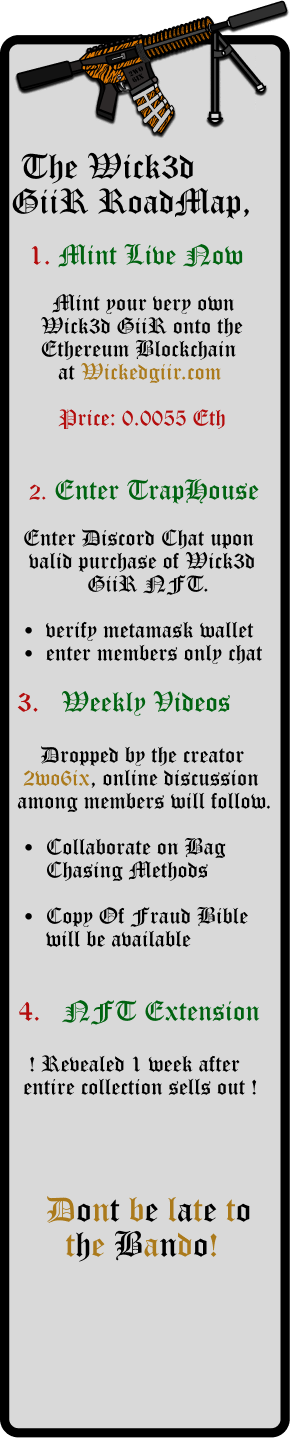 The Wick3d
GiiR RoadMap,
1. Mint Live Now
Mint your very own
Wick3d GiiR onto the
Ethereum Blockchain
at Wickedgiir.com
Price: 0.0055 Eth
2. Enter TrapHouse
Enter Discord Chat upon
valid purchase of Wick3d
GiiR NFT.
• verify metamask wallet
• enter members only chat
3. Weekly Videos
Dropped by the creator
2wo6ix, online discussion
among members will follow.
• Collaborate on Bag
Chasing Methods
• Copy Of Fraud Bible
will be available
4. NFT Extension
! Revealed 1 week after
entire collection sells out !
Dont be late to
the Bando!